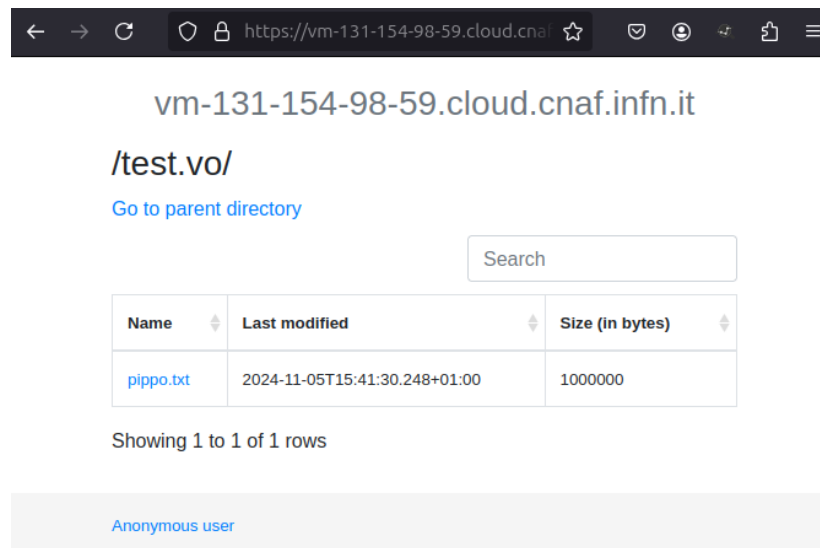 https://vm-131-154-98-59.cloud.cnaf
vm-131-154-98-59.cloud.cnaf.infn.it
/test.vo/
Go to parent directory
Search
Name Last modified Size (in bytes)
pippo.txt 2024-11-05T15:41:30.248+01:00 1000000
Showing 1 to 1 of 1 rows
Anonymous user